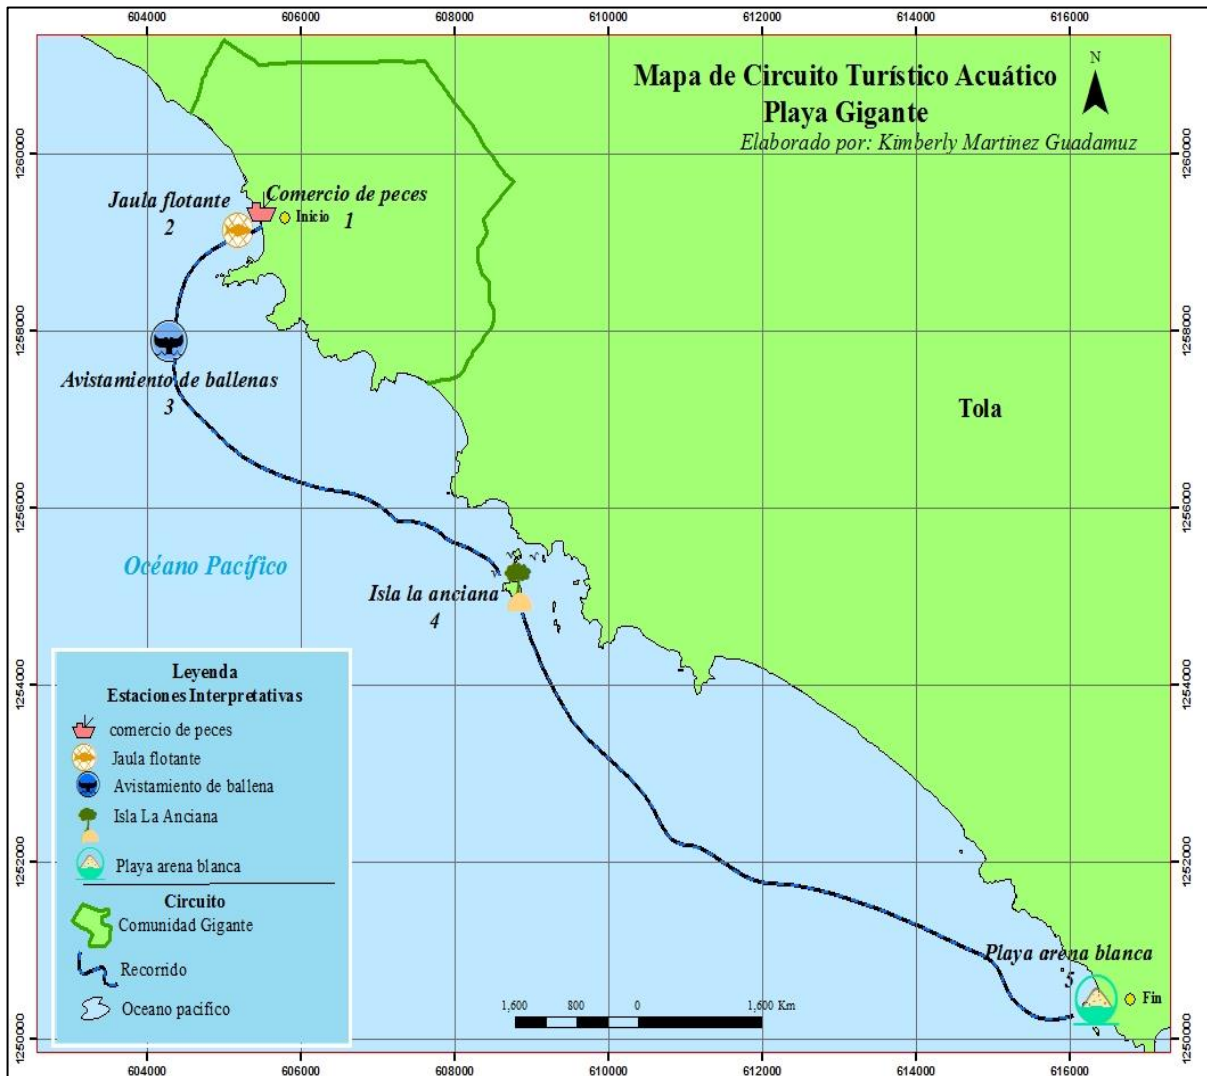 604000 606000 608000 610000 612000 614000 616000
Mapa de Circuito Turístico Acuático
Playa Gigante
Elaborado por: Kimberly Martinez Guadamuz
N
1260000 1260000
Jaula flotante
2
Comercio de peces
1
Inicio
1258000 1258000
Avistamiento de ballenas
3
Tola
1256000 1256000
Océano Pacífico
Isla la anciana
4
1254000 1254000
Leyenda
Estaciones Interpretativas
comercio de peces
Jaula flotante
Avistamiento de ballena
Isla La Anciana
Playa arena blanca
Circuito
Comunidad Gigante
Recorrido
Oceano pacífico
1252000 1252000
Playa arena blanca
5
Fin
1,600 800 0 1,600 Km
1250000 1250000
604000 606000 608000 610000 612000 614000 616000